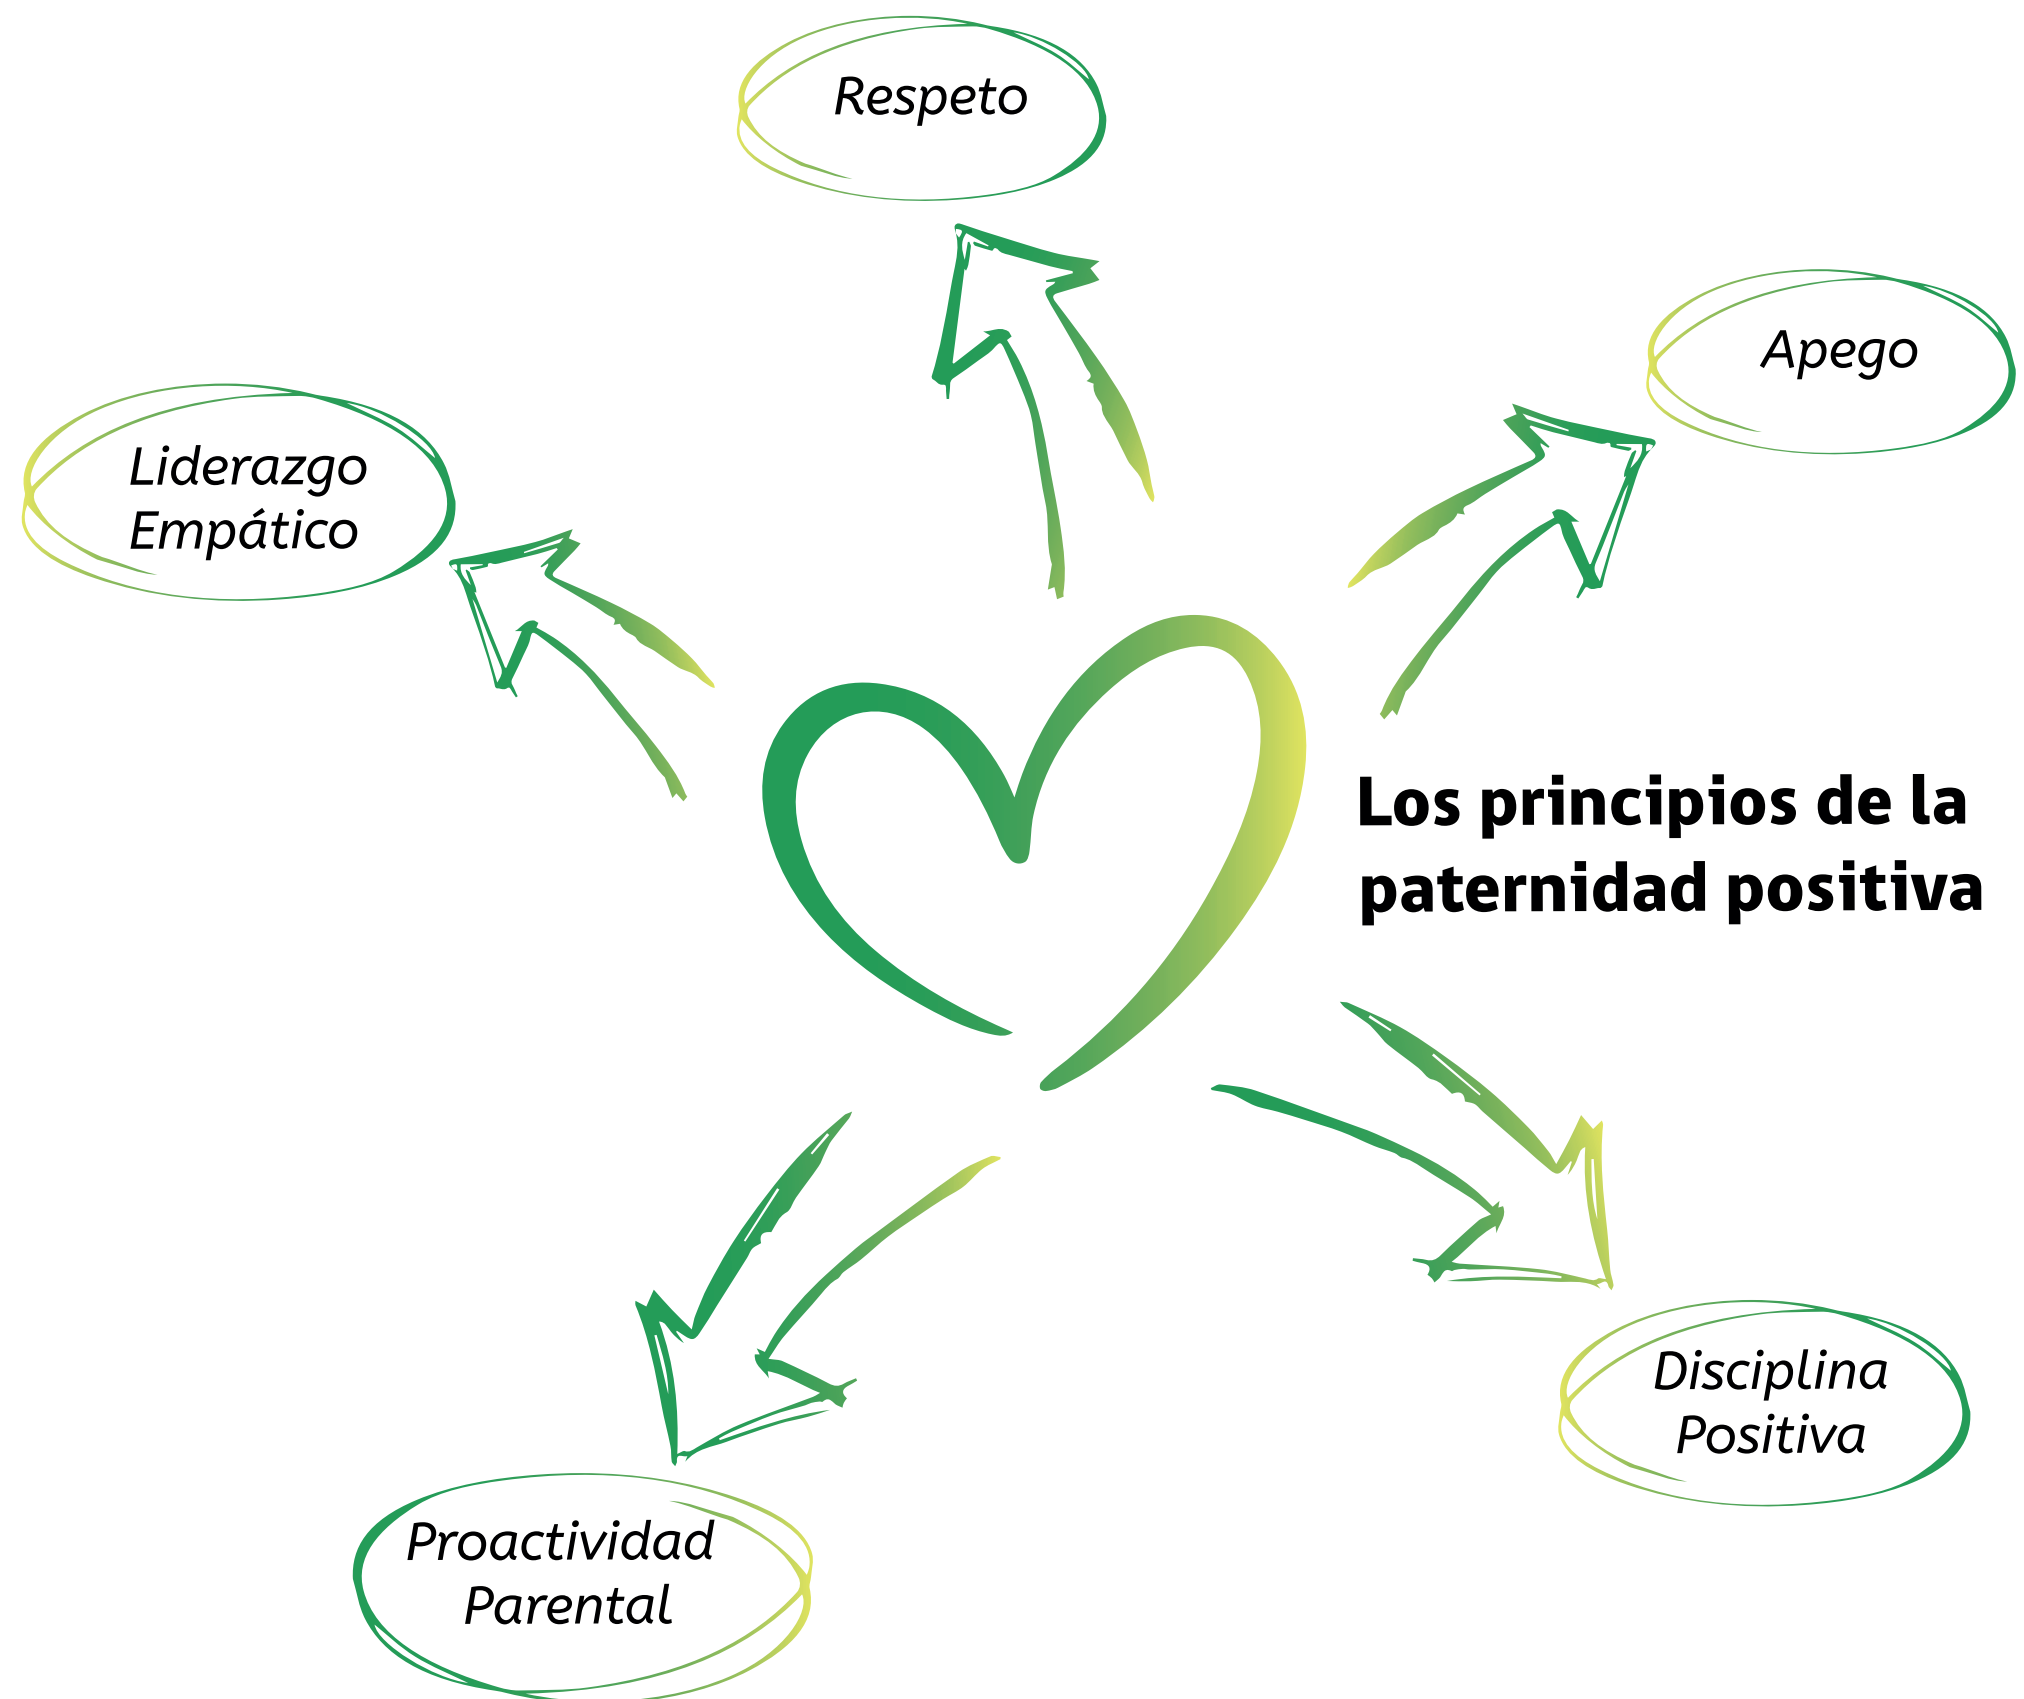 Respeto
Apego
Liderazgo
Empático
Los principios de la
paternidad positiva
Disciplina
Positiva
Proactividad
Parental